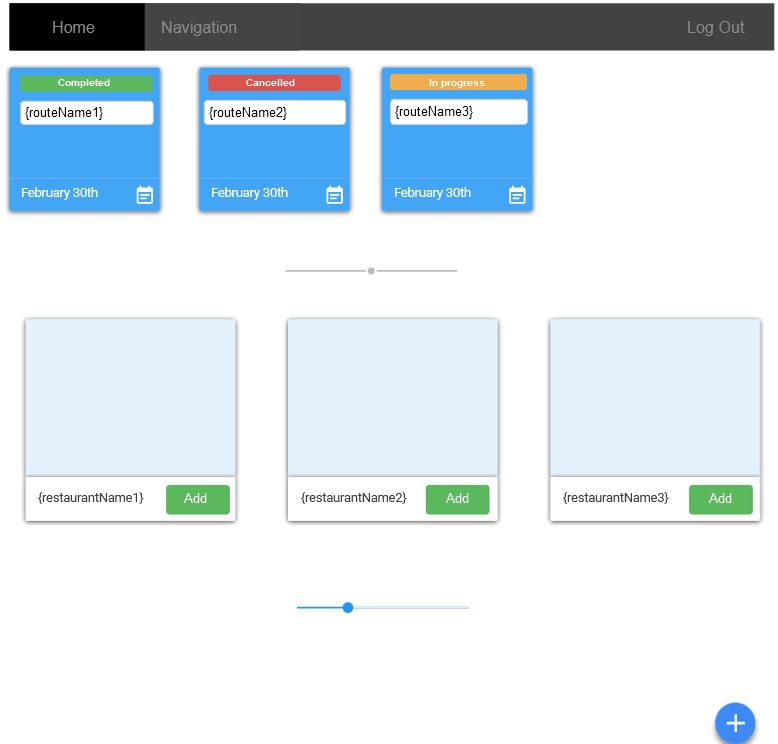 Home Navigation Log Out
Completed Cancelled In progress
{routeName1} {routeName2} {routeName3}
February 30th February 30th February 30th
{restaurantName1} Add {restaurantName2} Add {restaurantName3} Add